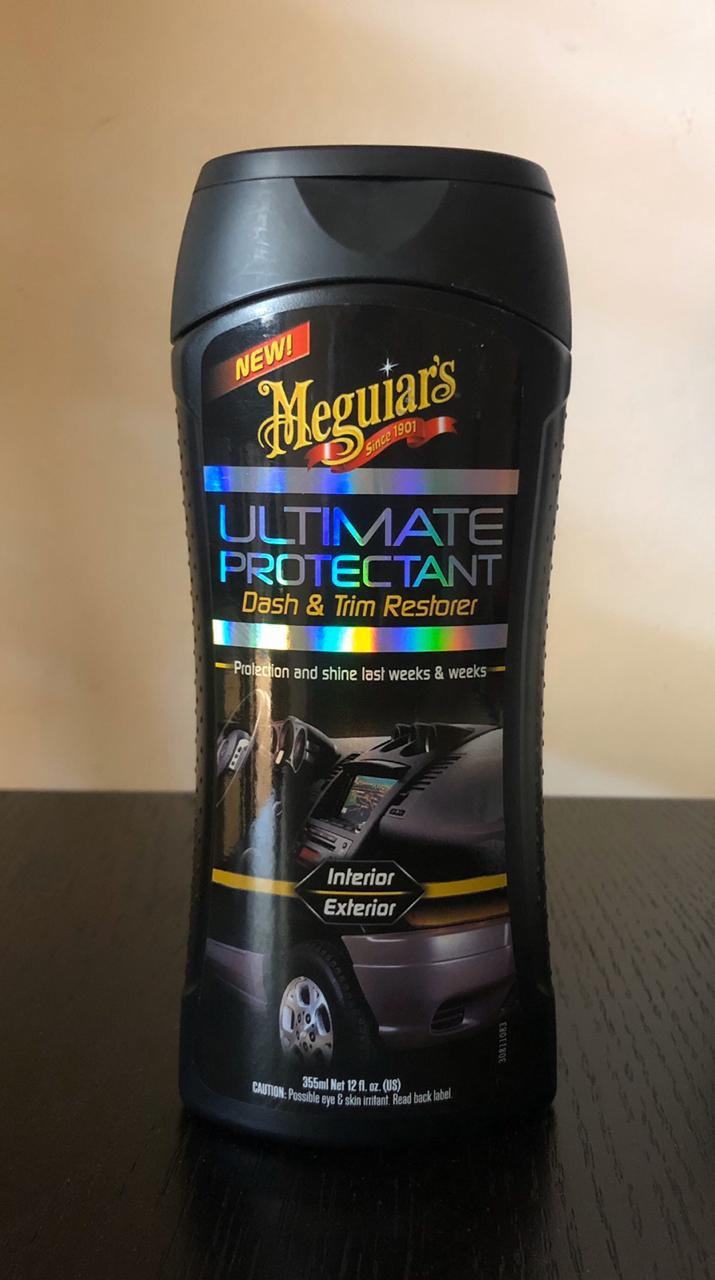 NEW!
Meguiar's
Since 1901
ULTIMATE
PROTECTANT
Dash & Trim Restorer
Protection and shine last weeks & weeks
Interior
Exterior
30811083
355ml Net 12 fl. oz. (US)
CAUTION: Possible eye & skin irritant. Read back label.